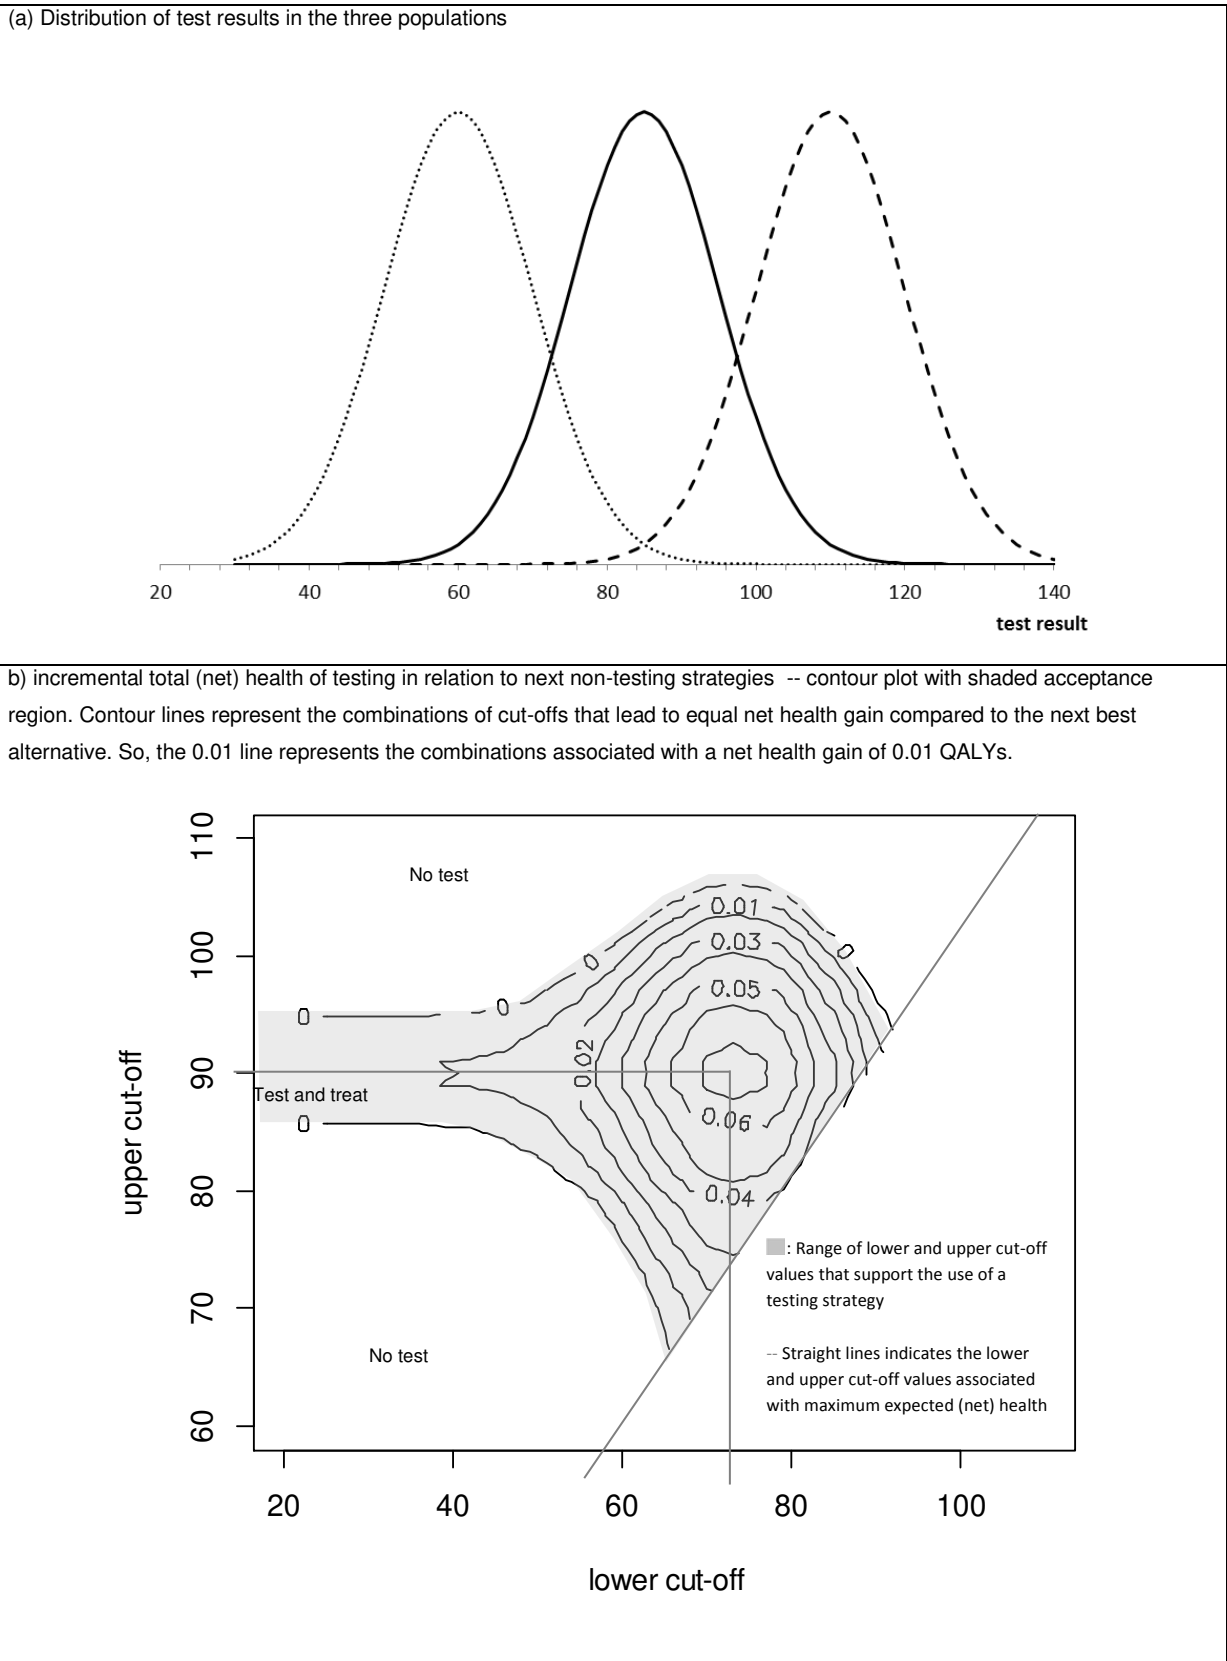 (a) Distribution of test results in the three populations
20 40 60 80 100 120 140
test result
b) incremental total (net) health of testing in relation to next non-testing strategies -- contour plot with shaded acceptance
region. Contour lines represent the combinations of cut-offs that lead to equal net health gain compared to the next best
alternative. So, the 0.01 line represents the combinations associated with a net health gain of 0.01 QALYs.
110
No test
0.01
0.03
0
0
100
0.05
0
0
0.02
90
Test and treat
0
0.06
upper cut-off
80
0.04
: Range of lower and upper cut-off
values that support the use of a
testing strategy
70
No test
-- Straight lines indicates the lower
and upper cut-off values associated
with maximum expected (net) health
60
20 40 60 80 100
lower cut-off